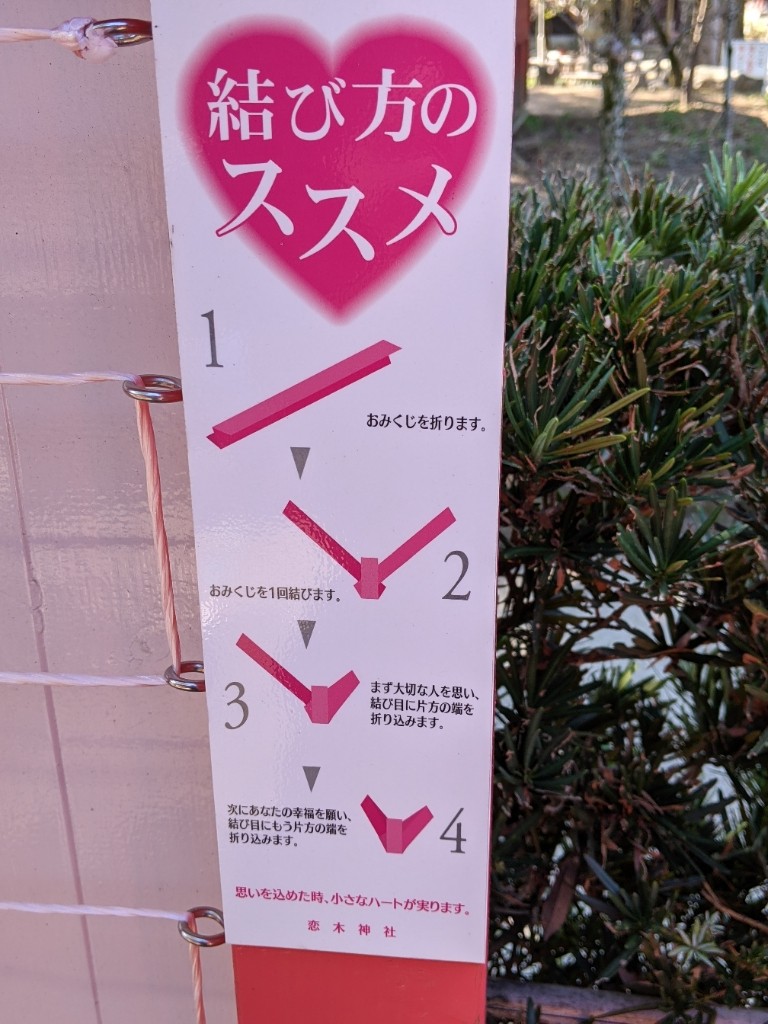 結び方の
ススメ
1
おみくじを折ります。
2
おみくじを1回結びます。
3
まず大切な人を思い、
結び目に片方の端を
折り込みます。
次にあなたの幸福を願い、
結び目にもう片方の端を
折り込みます。
4
思いを込めた時、小さなハートが実ります。
恋木神社